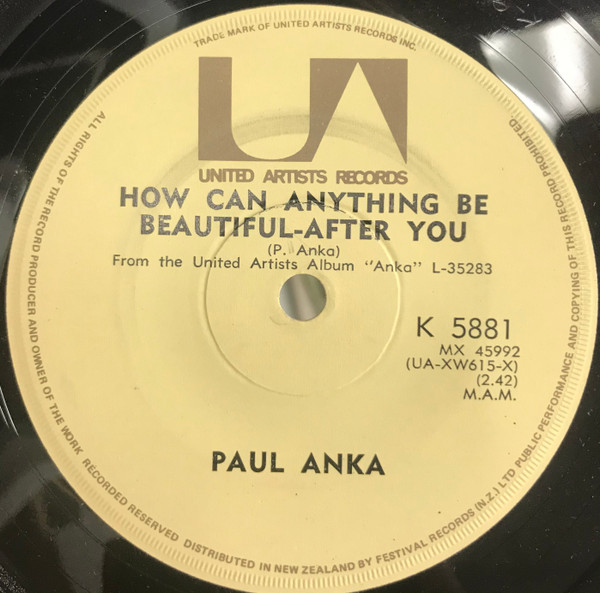 TRADE MARK OF UNITED ARTISTS RECORDS INC.
UA
UNITED ARTISTS RECORDS
HOW CAN ANYTHING BE
BEAUTIFUL-AFTER YOU
(P. Anka)
From the United Artists Album "Anka" L-35283
K 5881
MX 45992
(UA-XW615-X)
(2.42)
M.A.M.
PAUL ANKA
ALL RIGHTS OF THE RECORD PRODUCER AND OWNER OF THE WORK RECORDED RESERVED DISTRIBUTED IN NEW ZEALAND BY FESTIVAL RECORDS (N.Z.) LTD PUBLIC PERFORMANCE AND COPYING OF THIS RECORD PROHIBITED